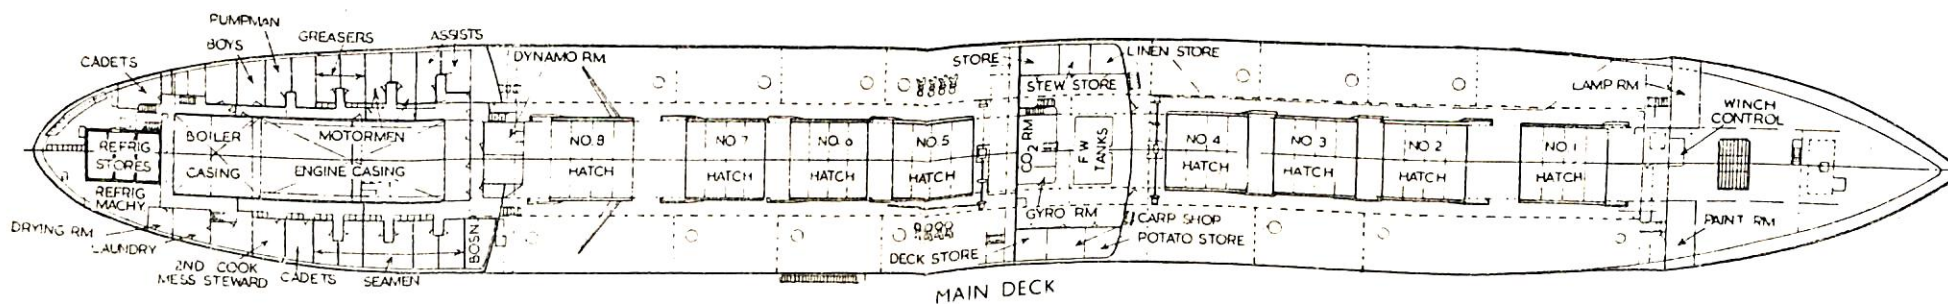 PUMPMAN
BOYS
GREASERS
ASSISTS
CADETS
DYNAMO RM
STORE
LINEN STORE
STEW STORE
LAMP RM
WINCH
CONTROL
REFRIG
STORES
BOILER
CASING
MOTORMEN
ENGINE CASING
NO. 8
HATCH
NO. 7
HATCH
NO. 6
HATCH
NO. 5
HATCH
CO2 RM
FW
TANKS
NO. 4
HATCH
NO. 3
HATCH
NO. 2
HATCH
NO. 1
HATCH
REFRIG
MACHY
DRYING RM
LAUNDRY
2ND COOK
MESS STEWARD
CADETS
SEAMEN
BOSN
GYRO RM
DECK STORE
CARP SHOP
POTATO STORE
PAINT RM
MAIN DECK